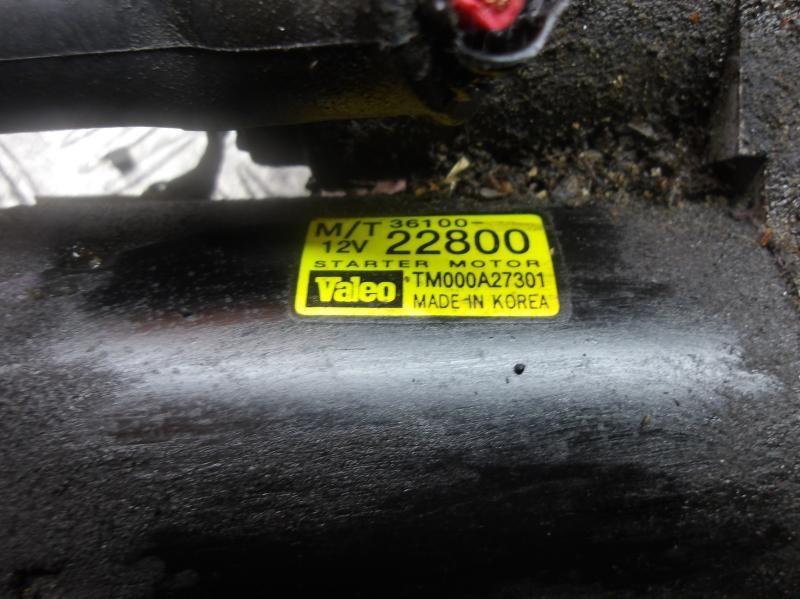 M/T 36100-
12V 22800
STARTER MOTOR
Valeo TM000A27301
MADE IN KOREA